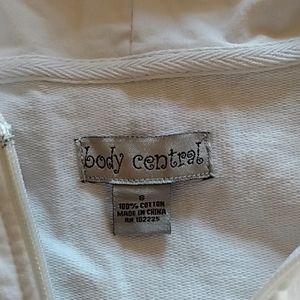 body central
S
100% COTTON
MADE IN CHINA
RN 102225